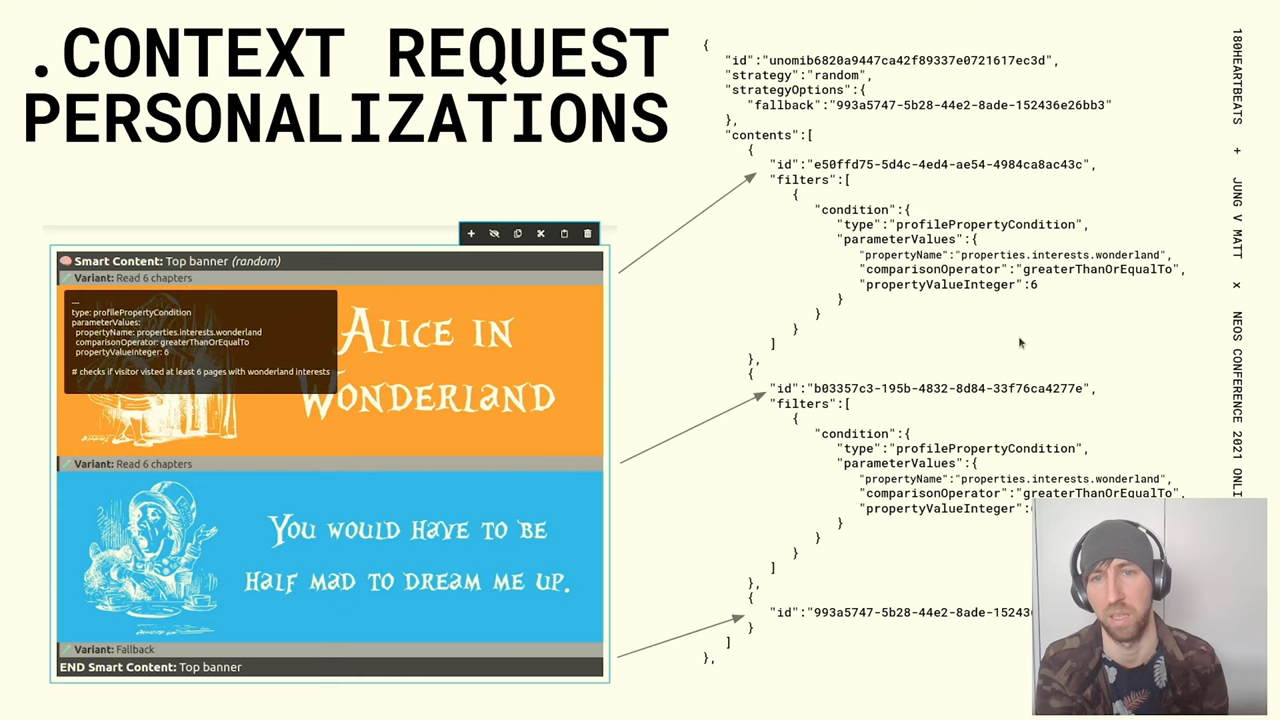 .CONTEXT REQUEST
PERSONALIZATIONS
🧠 Smart Content: Top banner (random)
Variant: Read 6 chapters
---
type: profilePropertyCondition
parameterValues:
propertyName: properties.interests.wonderland
comparisonOperator: greaterThanOrEqualTo
propertyValueInteger: 6
# checks if visitor visted at least 6 pages with wonderland interests
ALICE IN
WONDERLAND
Variant: Read 6 chapters
YOU WOULD HAVE TO BE
HALF MAD TO DREAM ME UP.
Variant: Fallback
END Smart Content: Top banner
{
"id":"unomib6820a9447ca42f89337e0721617ec3d",
"strategy":"random",
"strategyOptions":{
"fallback":"993a5747-5b28-44e2-8ade-152436e26bb3"
},
"contents":[
{
"id":"e50ffd75-5d4c-4ed4-ae54-4984ca8ac43c",
"filters":[
{
"condition":{
"type":"profilePropertyCondition",
"parameterValues":{
"propertyName":"properties.interests.wonderland",
"comparisonOperator":"greaterThanOrEqualTo",
"propertyValueInteger":6
}
}
}
]
},
{
"id":"b03357c3-195b-4832-8d84-33f76ca4277e",
"filters":[
{
"condition":{
"type":"profilePropertyCondition",
"parameterValues":{
"propertyName":"properties.interests.wonderland",
"comparisonOperator":"greaterThanOrEqualTo",
"propertyValueInteger":
}
}
}
]
},
{
"id":"993a5747-5b28-44e2-8ade-15243
}
]
},
180HEARTBEATS + JUNG V MATT x NEOS CONFERENCE 2021 ONLI